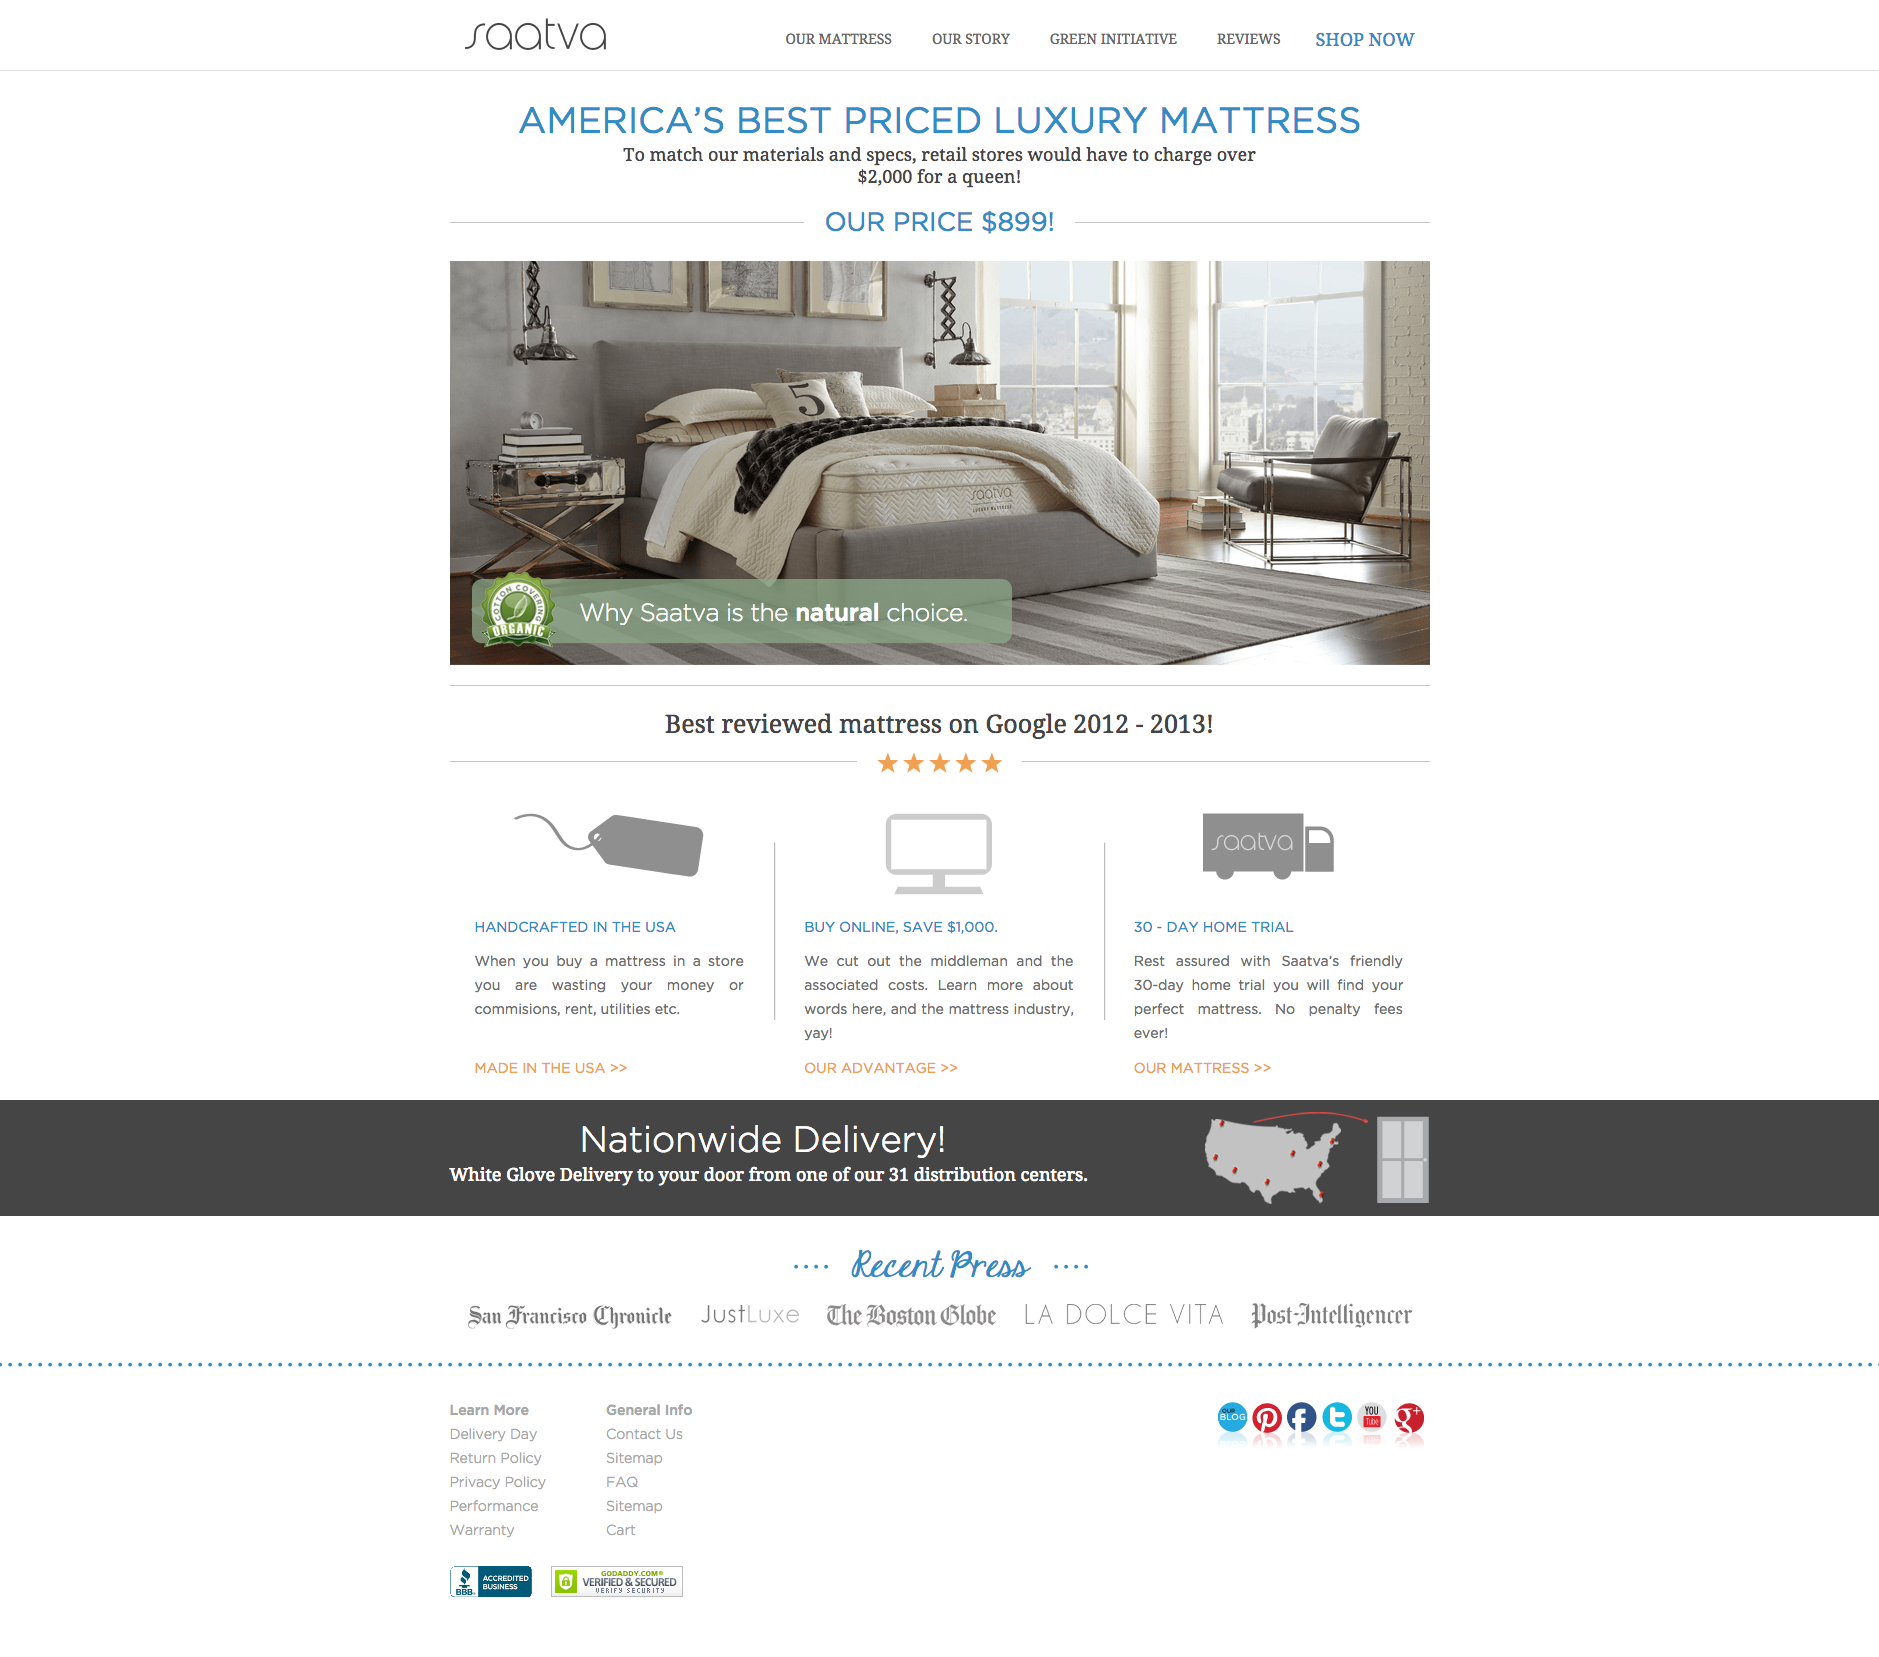 saatva
OUR MATTRESS OUR STORY GREEN INITIATIVE REVIEWS SHOP NOW
AMERICA'S BEST PRICED LUXURY MATTRESS
To match our materials and specs, retail stores would have to charge over
$2,000 for a queen!
OUR PRICE $899!
5
saatva
LUXURY MATTRESS
COTTON COVERING
ORGANIC
Why Saatva is the natural choice.
Best reviewed mattress on Google 2012 - 2013!
saatva
HANDCRAFTED IN THE USA
When you buy a mattress in a store
you are wasting your money or
commisions, rent, utilities etc.
MADE IN THE USA >>
BUY ONLINE, SAVE $1,000.
We cut out the middleman and the
associated costs. Learn more about
words here, and the mattress industry,
yay!
OUR ADVANTAGE >>
30 - DAY HOME TRIAL
Rest assured with Saatva's friendly
30-day home trial you will find your
perfect mattress. No penalty fees
ever!
OUR MATTRESS >>
Nationwide Delivery!
White Glove Delivery to your door from one of our 31 distribution centers.
Recent Press
San Francisco Chronicle JustLuxe The Boston Globe LA DOLCE VITA Post-Intelligencer
Learn More
Delivery Day
Return Policy
Privacy Policy
Performance
Warranty
General Info
Contact Us
Sitemap
FAQ
Sitemap
Cart
OUR
BLOG
YOU
Tube
g+
BBB.
ACCREDITED
BUSINESS
GODADDY.COM®
VERIFIED & SECURED
VERIFY SECURITY